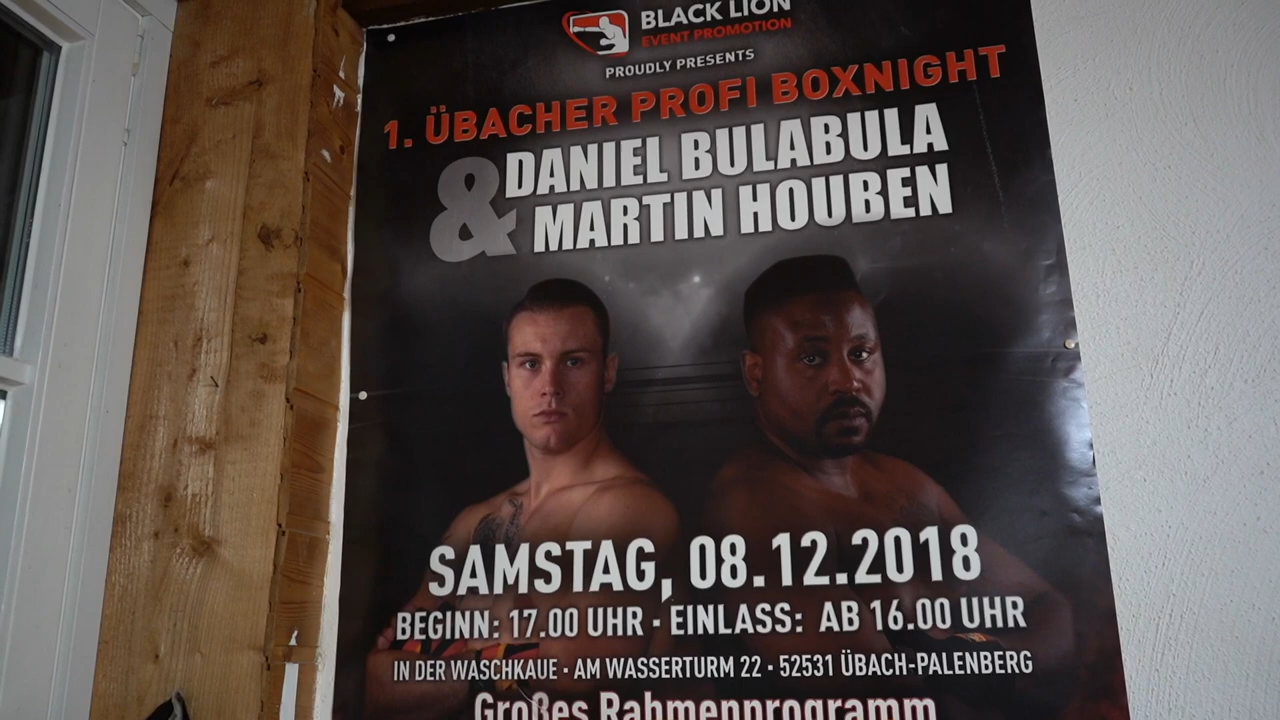 BLACK LION
EVENT PROMOTION
PROUDLY PRESENTS
1. ÜBACHER PROFI BOXNIGHT
DANIEL BULABULA
& MARTIN HOUBEN
SAMSTAG, 08.12.2018
BEGINN: 17.00 UHR · EINLASS: AB 16.00 UHR
IN DER WASCHKAUE · AM WASSERTURM 22 · 52531 ÜBACH-PALENBERG
Großes Rahmenprogramm